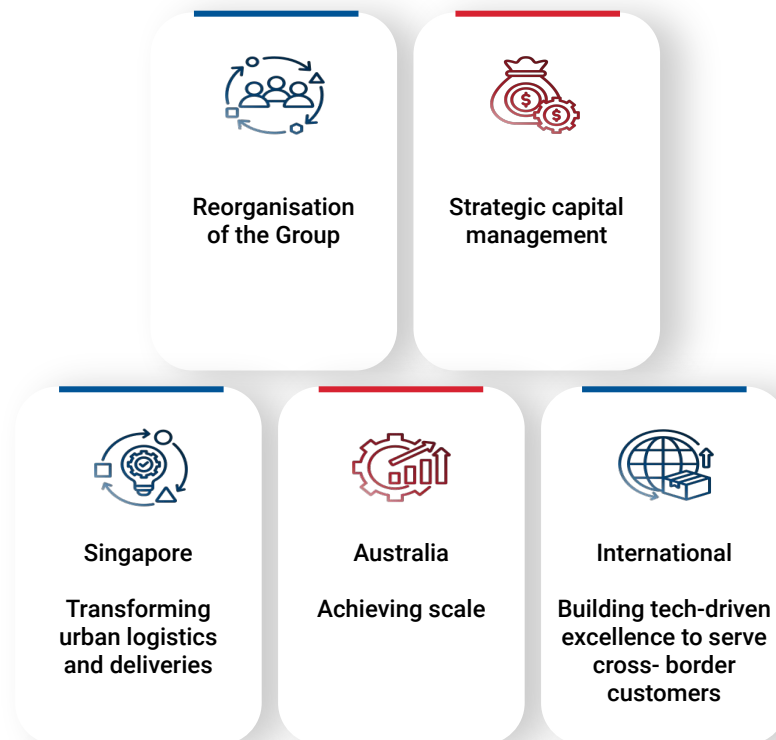 $
$
Reorganisation
of the Group
Strategic capital
management
Singapore
Transforming
urban logistics
and deliveries
Australia
Achieving scale
International
Building tech-driven
excellence to serve
cross- border
customers